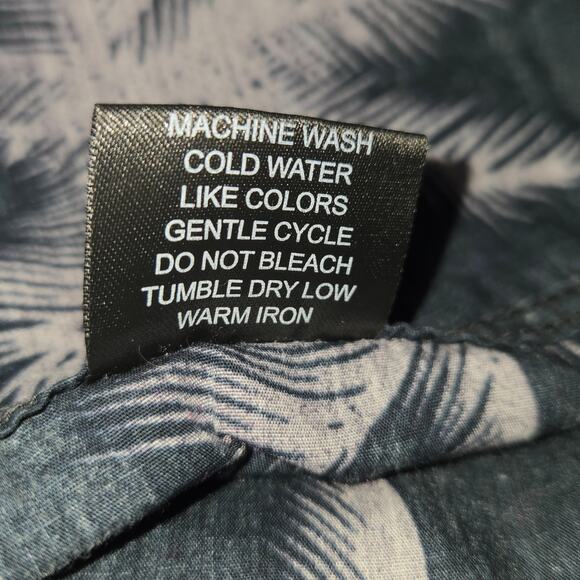 MACHINE WASH
COLD WATER
LIKE COLORS
GENTLE CYCLE
DO NOT BLEACH
TUMBLE DRY LOW
WARM IRON